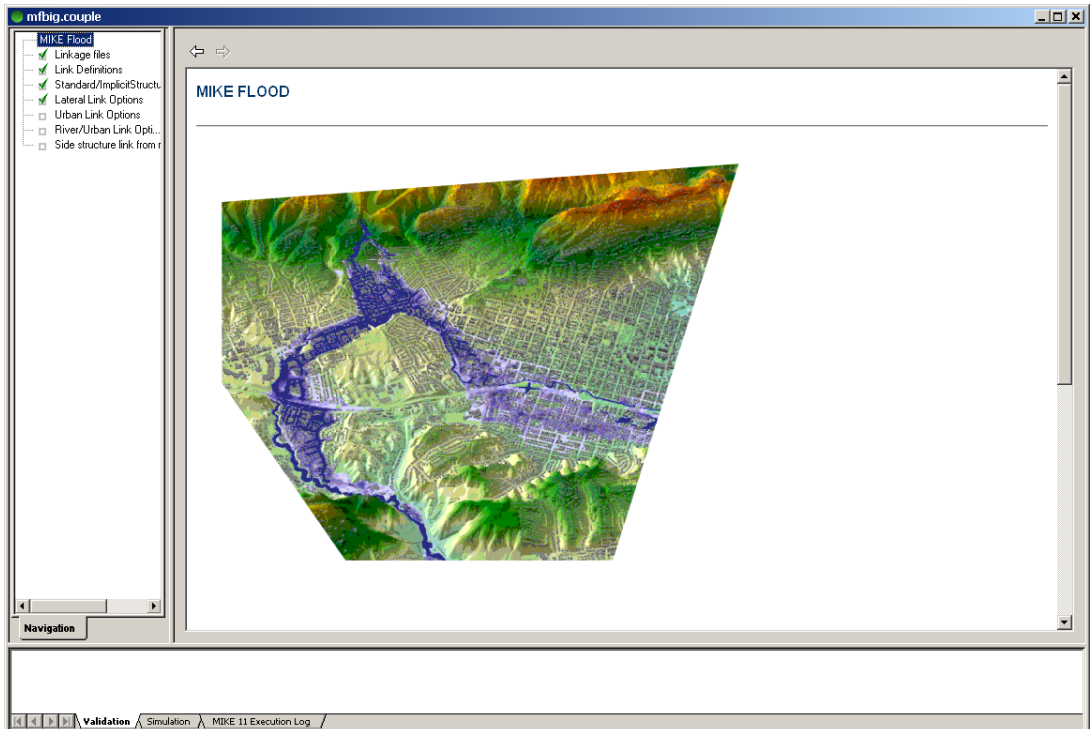 mfbig.couple
MIKE Flood
Linkage files
Link Definitions
Standard/ImplicitStructu
Lateral Link Options
Urban Link Options
River/Urban Link Opti...
Side structure link from r
Navigation
MIKE FLOOD
Validation
Simulation
MIKE 11 Execution Log